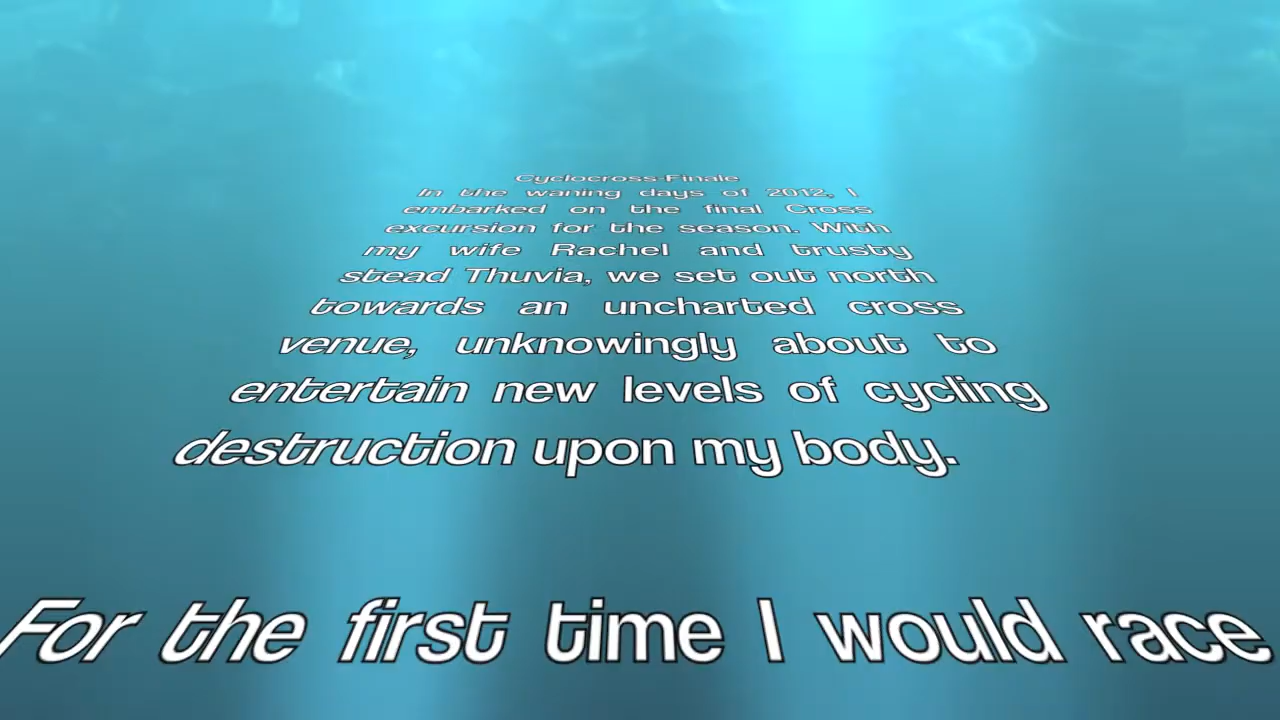 Cyclocross-Finale
In the waning days of 2012, I
embarked on the final Cross
excursion for the season. With
my wife Rachel and trusty
stead Thuvia, we set out north
towards an uncharted cross
venue, unknowingly about to
entertain new levels of cycling
destruction upon my body.
For the first time I would race